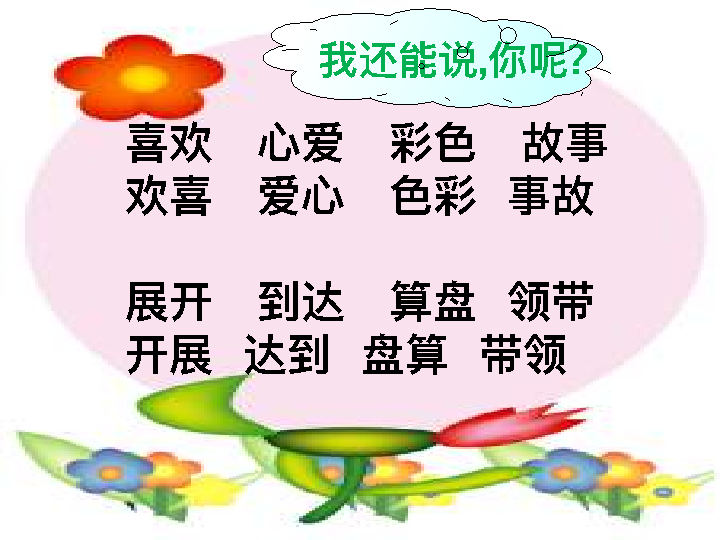 我还能说,你呢?
喜欢 心爱 彩色 故事
欢喜 爱心 色彩 事故
展开 到达 算盘 领带
开展 达到 盘算 带领